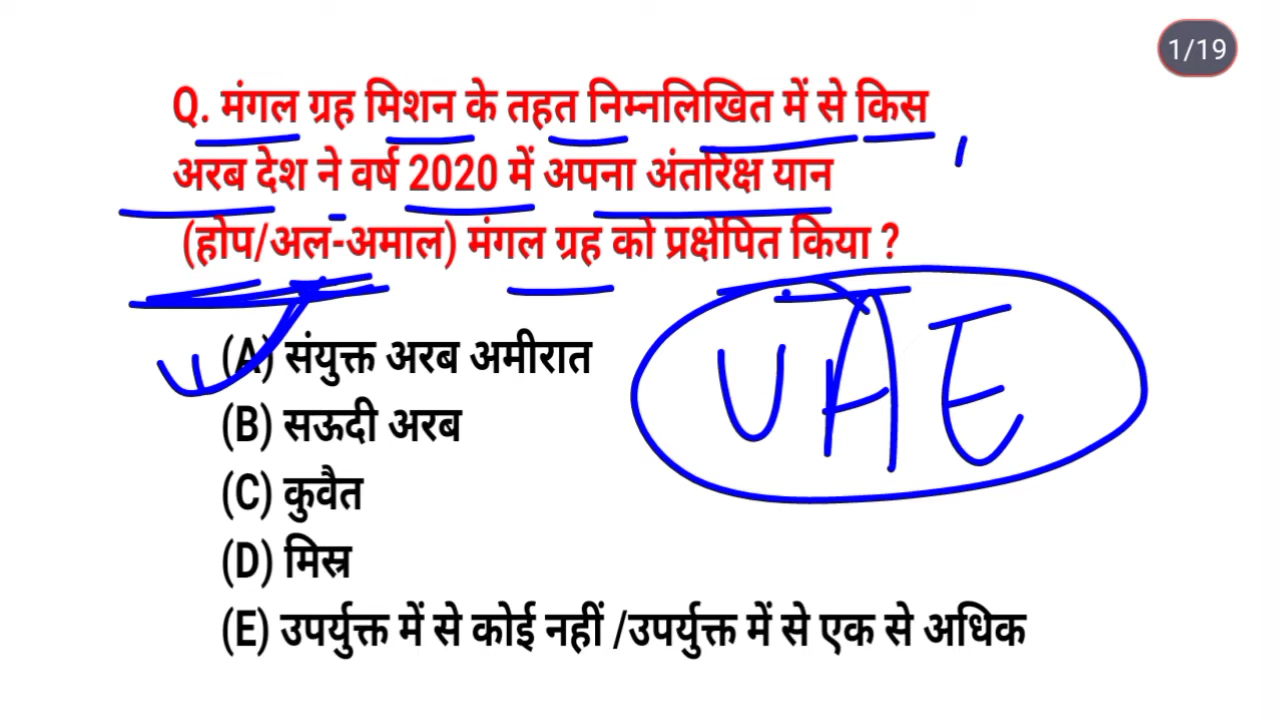 1/19
Q. मंगल ग्रह मिशन के तहत निम्नलिखित में से किस
अरब देश ने वर्ष 2020 में अपना अंतरिक्ष यान
(होप/अल-अमाल) मंगल ग्रह को प्रक्षेपित किया ?
(A) संयुक्त अरब अमीरात
UAE
(B) सऊदी अरब
(C) कुवैत
(D) मिस्र
(E) उपर्युक्त में से कोई नहीं /उपर्युक्त में से एक से अधिक